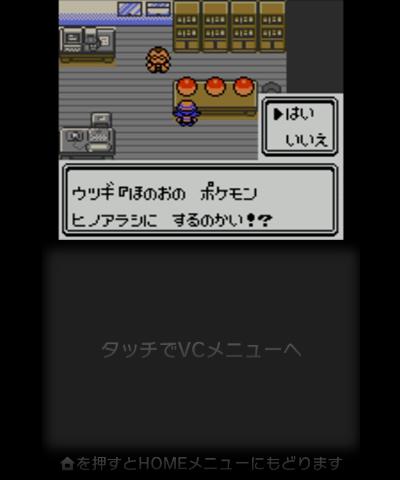 ▶はい
いいえ
ウツギ『ほのおの ポケモン
ヒノアラシに するのかい！？
タッチでVCメニューへ
を押すとHOMEメニューにもどります